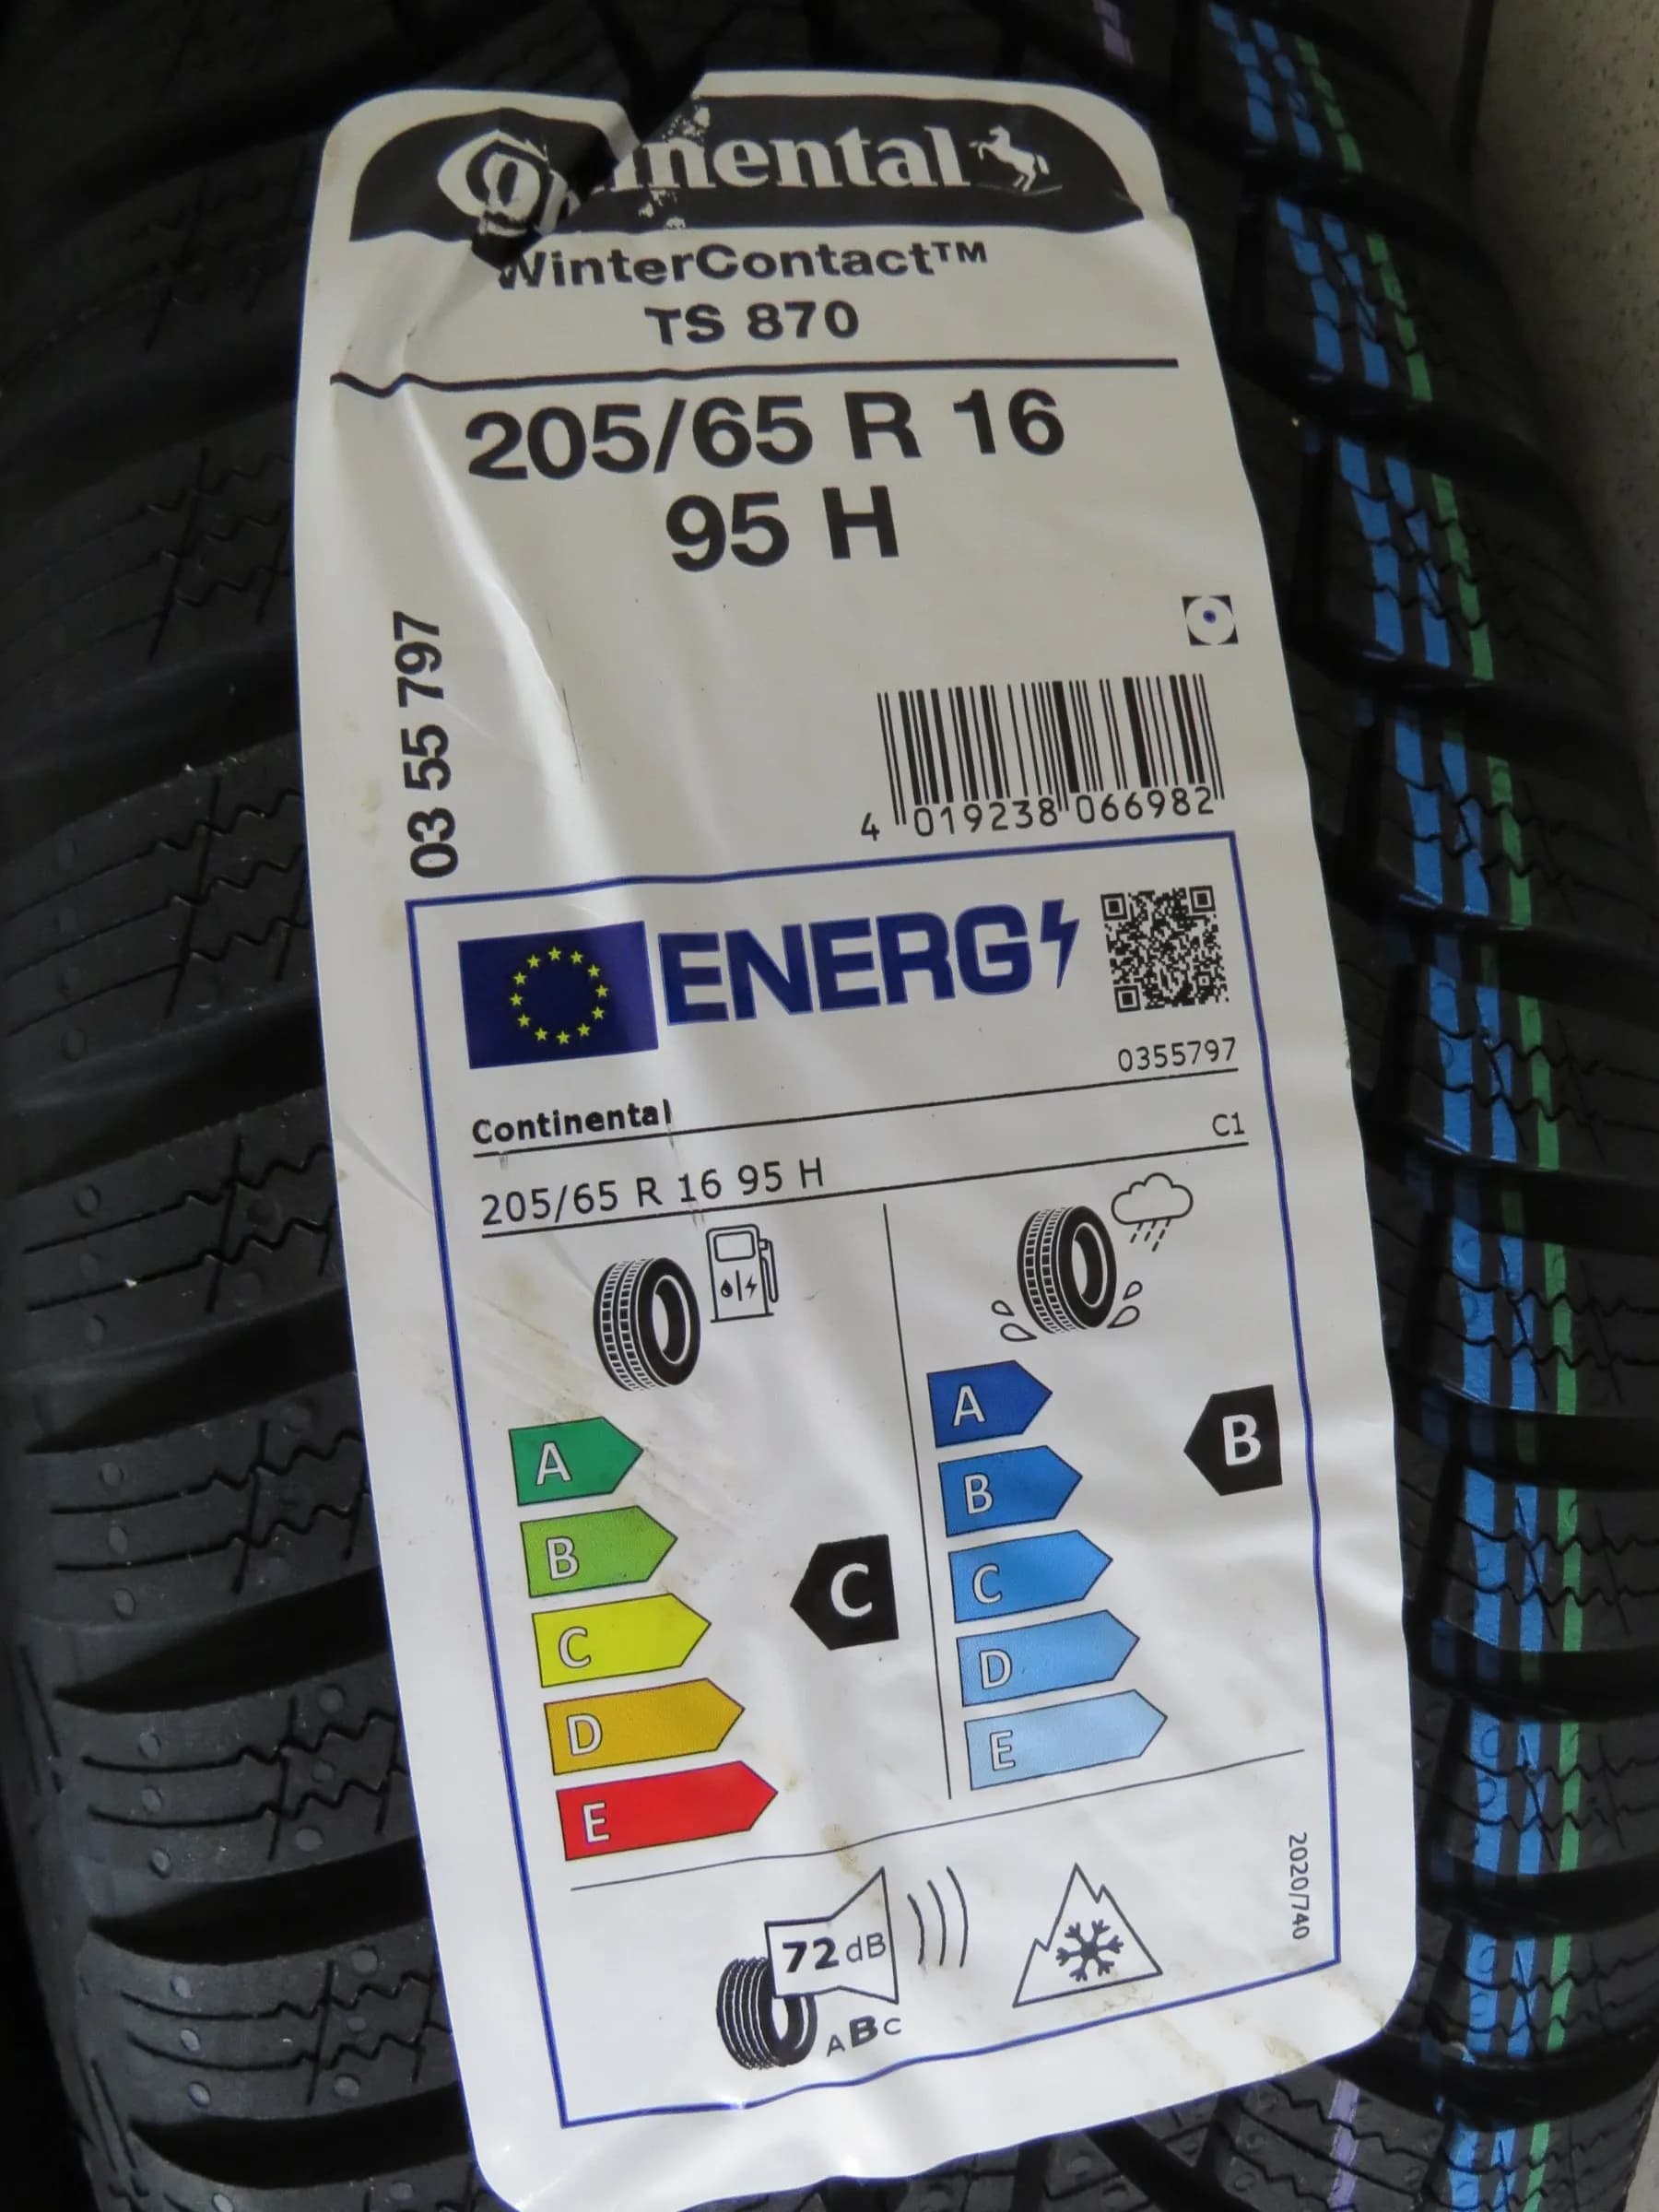 Continental
WinterContact™
TS 870
205/65 R 16
95 H
03 55 797
4 019238 066982
ENERG
0355797
Continental
C1
205/65 R 16 95 H
A
B
C
D
E
C
A
B
C
D
E
B
72 dB
ABC
2020/740